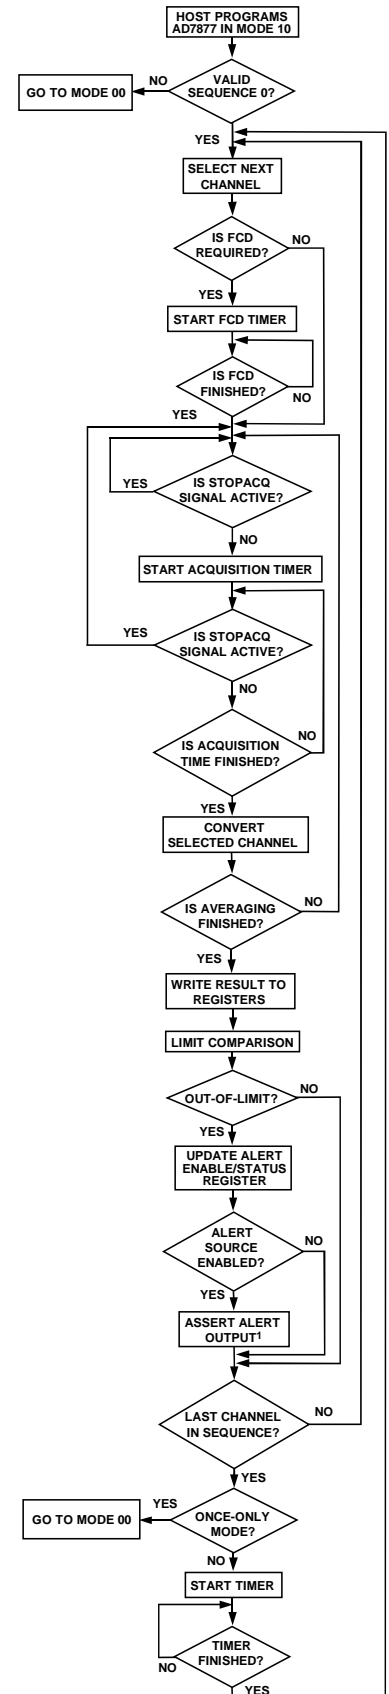 HOST PROGRAMS
AD7877 IN MODE 10
VALID
SEQUENCE 0?
NO
GO TO MODE 00
YES
SELECT NEXT
CHANNEL
IS FCD
REQUIRED?
NO
YES
START FCD TIMER
IS FCD
FINISHED?
NO
YES
IS STOPACQ
SIGNAL ACTIVE?
YES
NO
START ACQUISITION TIMER
IS STOPACQ
SIGNAL ACTIVE?
YES
NO
IS ACQUISITION
TIME FINISHED?
NO
YES
CONVERT
SELECTED CHANNEL
IS AVERAGING
FINISHED?
NO
YES
WRITE RESULT TO
REGISTERS
LIMIT COMPARISON
OUT-OF-LIMIT?
NO
YES
UPDATE ALERT
ENABLE/STATUS
REGISTER
ALERT
SOURCE
ENABLED?
NO
YES
ASSERT ALERT
OUTPUT1
LAST CHANNEL
IN SEQUENCE?
NO
YES
ONCE-ONLY
MODE?
YES
GO TO MODE 00
NO
START TIMER
TIMER
FINISHED?
NO
YES